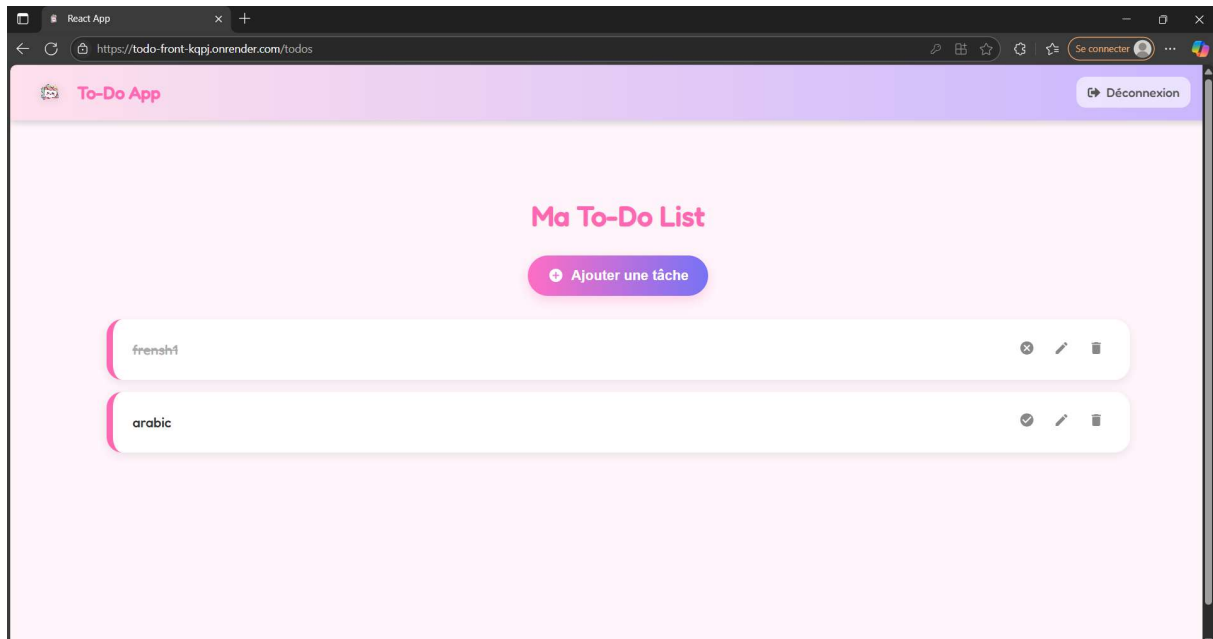 React App
https://todo-front-kqpj.onrender.com/todos
Se connecter
To-Do App
Déconnexion
Ma To-Do List
Ajouter une tâche
frensh1
arabic